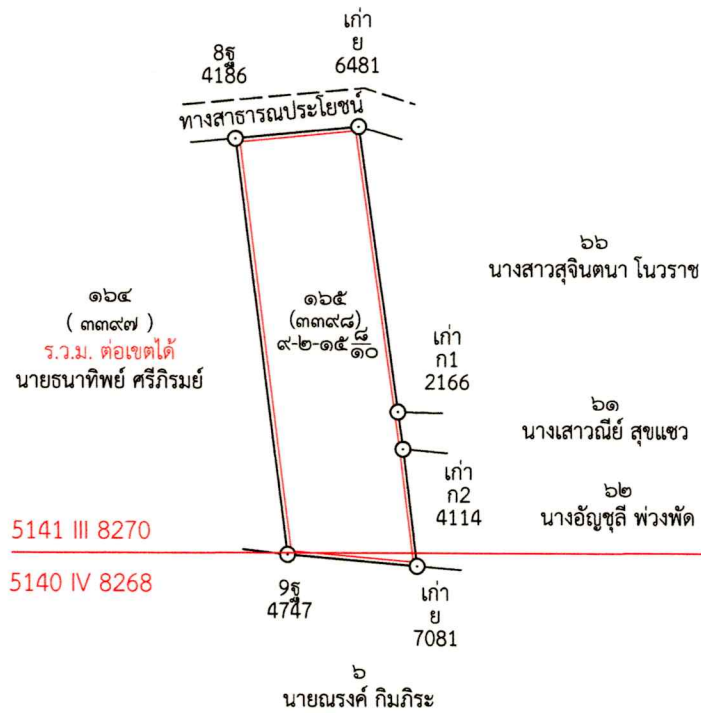 เก่า
ย
6481
8ฐ
4186
ทางสาธารณประโยชน์
๖๖
นางสาวสุจินตนา โนวราช
๑๖๔
( ๓๓๙๗ )
ร.ว.ม. ต่อเขตได้
นายธนาทิพย์ ศรีภิรมย์
๑๖๕
(๓๓๙๘)
๙-๒-๑๕ ๘/๑๐
เก่า
ก1
2166
๖๑
นางเสาวณีย์ สุขแซว
เก่า
ก2
4114
๖๒
นางอัญชุลี พ่วงพัด
5141 III 8270
5140 IV 8268
9ฐ
4747
เก่า
ย
7081
๖
นายณรงค์ กิมภิระ